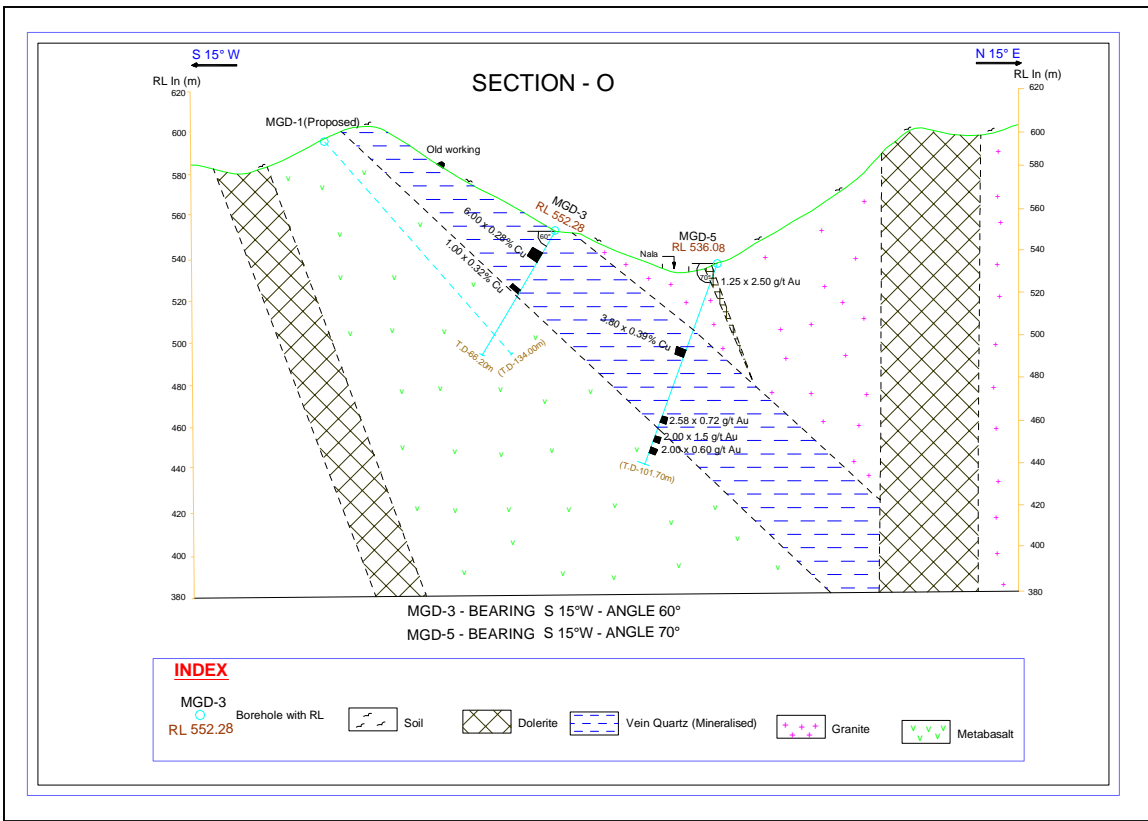 S 15° W
N 15° E
RL In (m)
SECTION - O
RL In (m)
620
600
580
560
540
520
500
480
460
440
420
400
380
620
600
580
560
540
520
500
480
460
440
420
400
380
MGD-1(Proposed)
Old working
MGD-3
RL 552.28
60°
6.00 x 0.28% Cu
1.00 x 0.32% Cu
T.D-66.20m
(T.D-134.00m)
Nala
MGD-5
RL 536.08
70°
1.25 x 2.50 g/t Au
3.80 x 0.39% Cu
2.58 x 0.72 g/t Au
2.00 x 1.5 g/t Au
2.00 x 0.60 g/t Au
(T.D-101.70m)
MGD-3 - BEARING S 15°W - ANGLE 60°
MGD-5 - BEARING S 15°W - ANGLE 70°
INDEX
MGD-3
RL 552.28
Borehole with RL
Soil
Dolerite
Vein Quartz (Mineralised)
Granite
Metabasalt